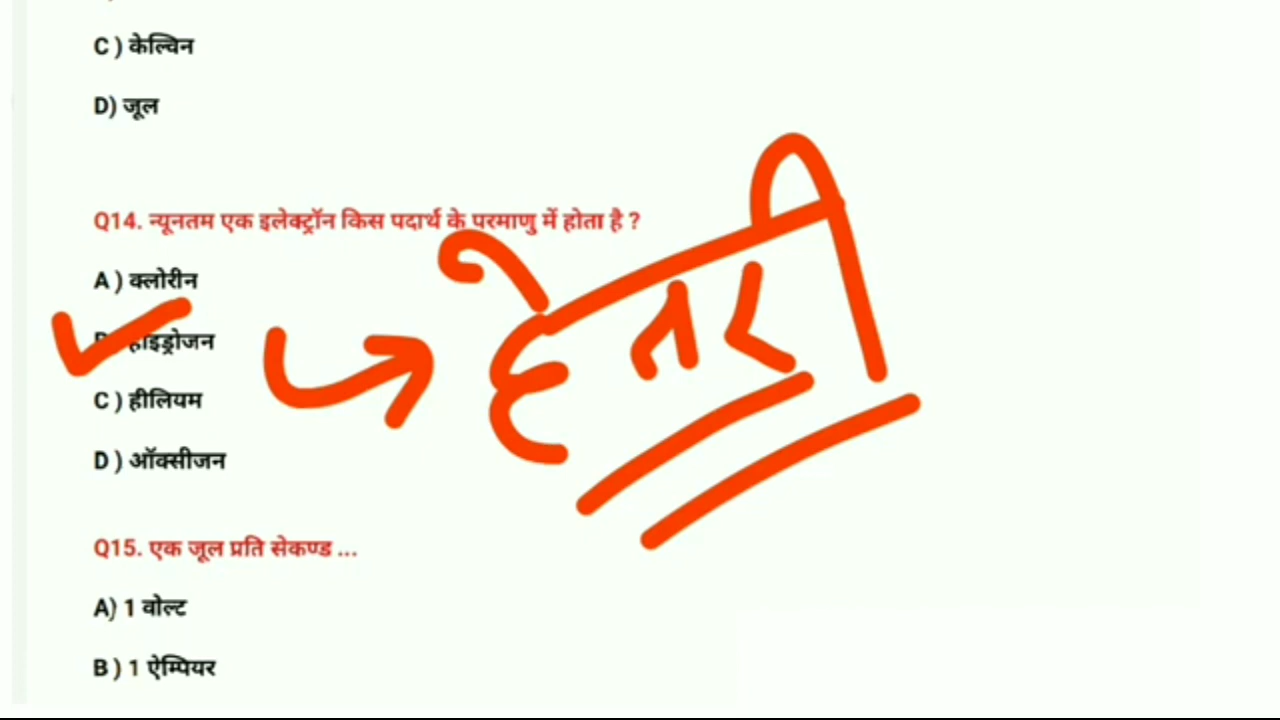 C ) केल्विन
D) जूल
Q14. न्यूनतम एक इलेक्ट्रॉन किस पदार्थ के परमाणु में होता है ?
A ) क्लोरीन
B ) हाइड्रोजन
C ) हीलियम
D ) ऑक्सीजन
हेनरी
Q15. एक जूल प्रति सेकण्ड ...
A) 1 वोल्ट
B ) 1 ऐम्पियर